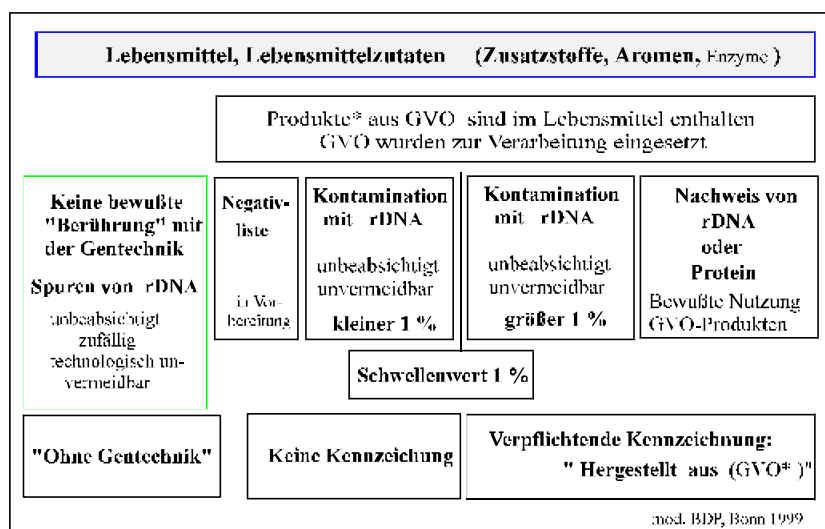 Lebensmittel, Lebensmittelzutaten (Zusatzstoffe, Aromen, Enzyme )
Produkte* aus GVO sind im Lebensmittel enthalten
GVO wurden zur Verarbeitung eingesetzt
Keine bewußte
"Berührung" mit
der Gentechnik
Spuren von rDNA
unbeabsichtigt
zufällig
technologisch un-
vermeidbar
Negativ-
liste
in Vor-
bereitung
Kontamination
mit rDNA
unbeabsichtigt
unvermeidbar
kleiner 1 %
Kontamination
mit rDNA
unbeabsichtigt
unvermeidbar
größer 1 %
Nachweis von
rDNA
oder
Protein
Bewußte Nutzung
GVO-Produkten
Schwellenwert 1 %
"Ohne Gentechnik"
Keine Kennzeichung
Verpflichtende Kennzeichnung:
" Hergestellt aus (GVO* )"
mod. BDP, Bonn 1999